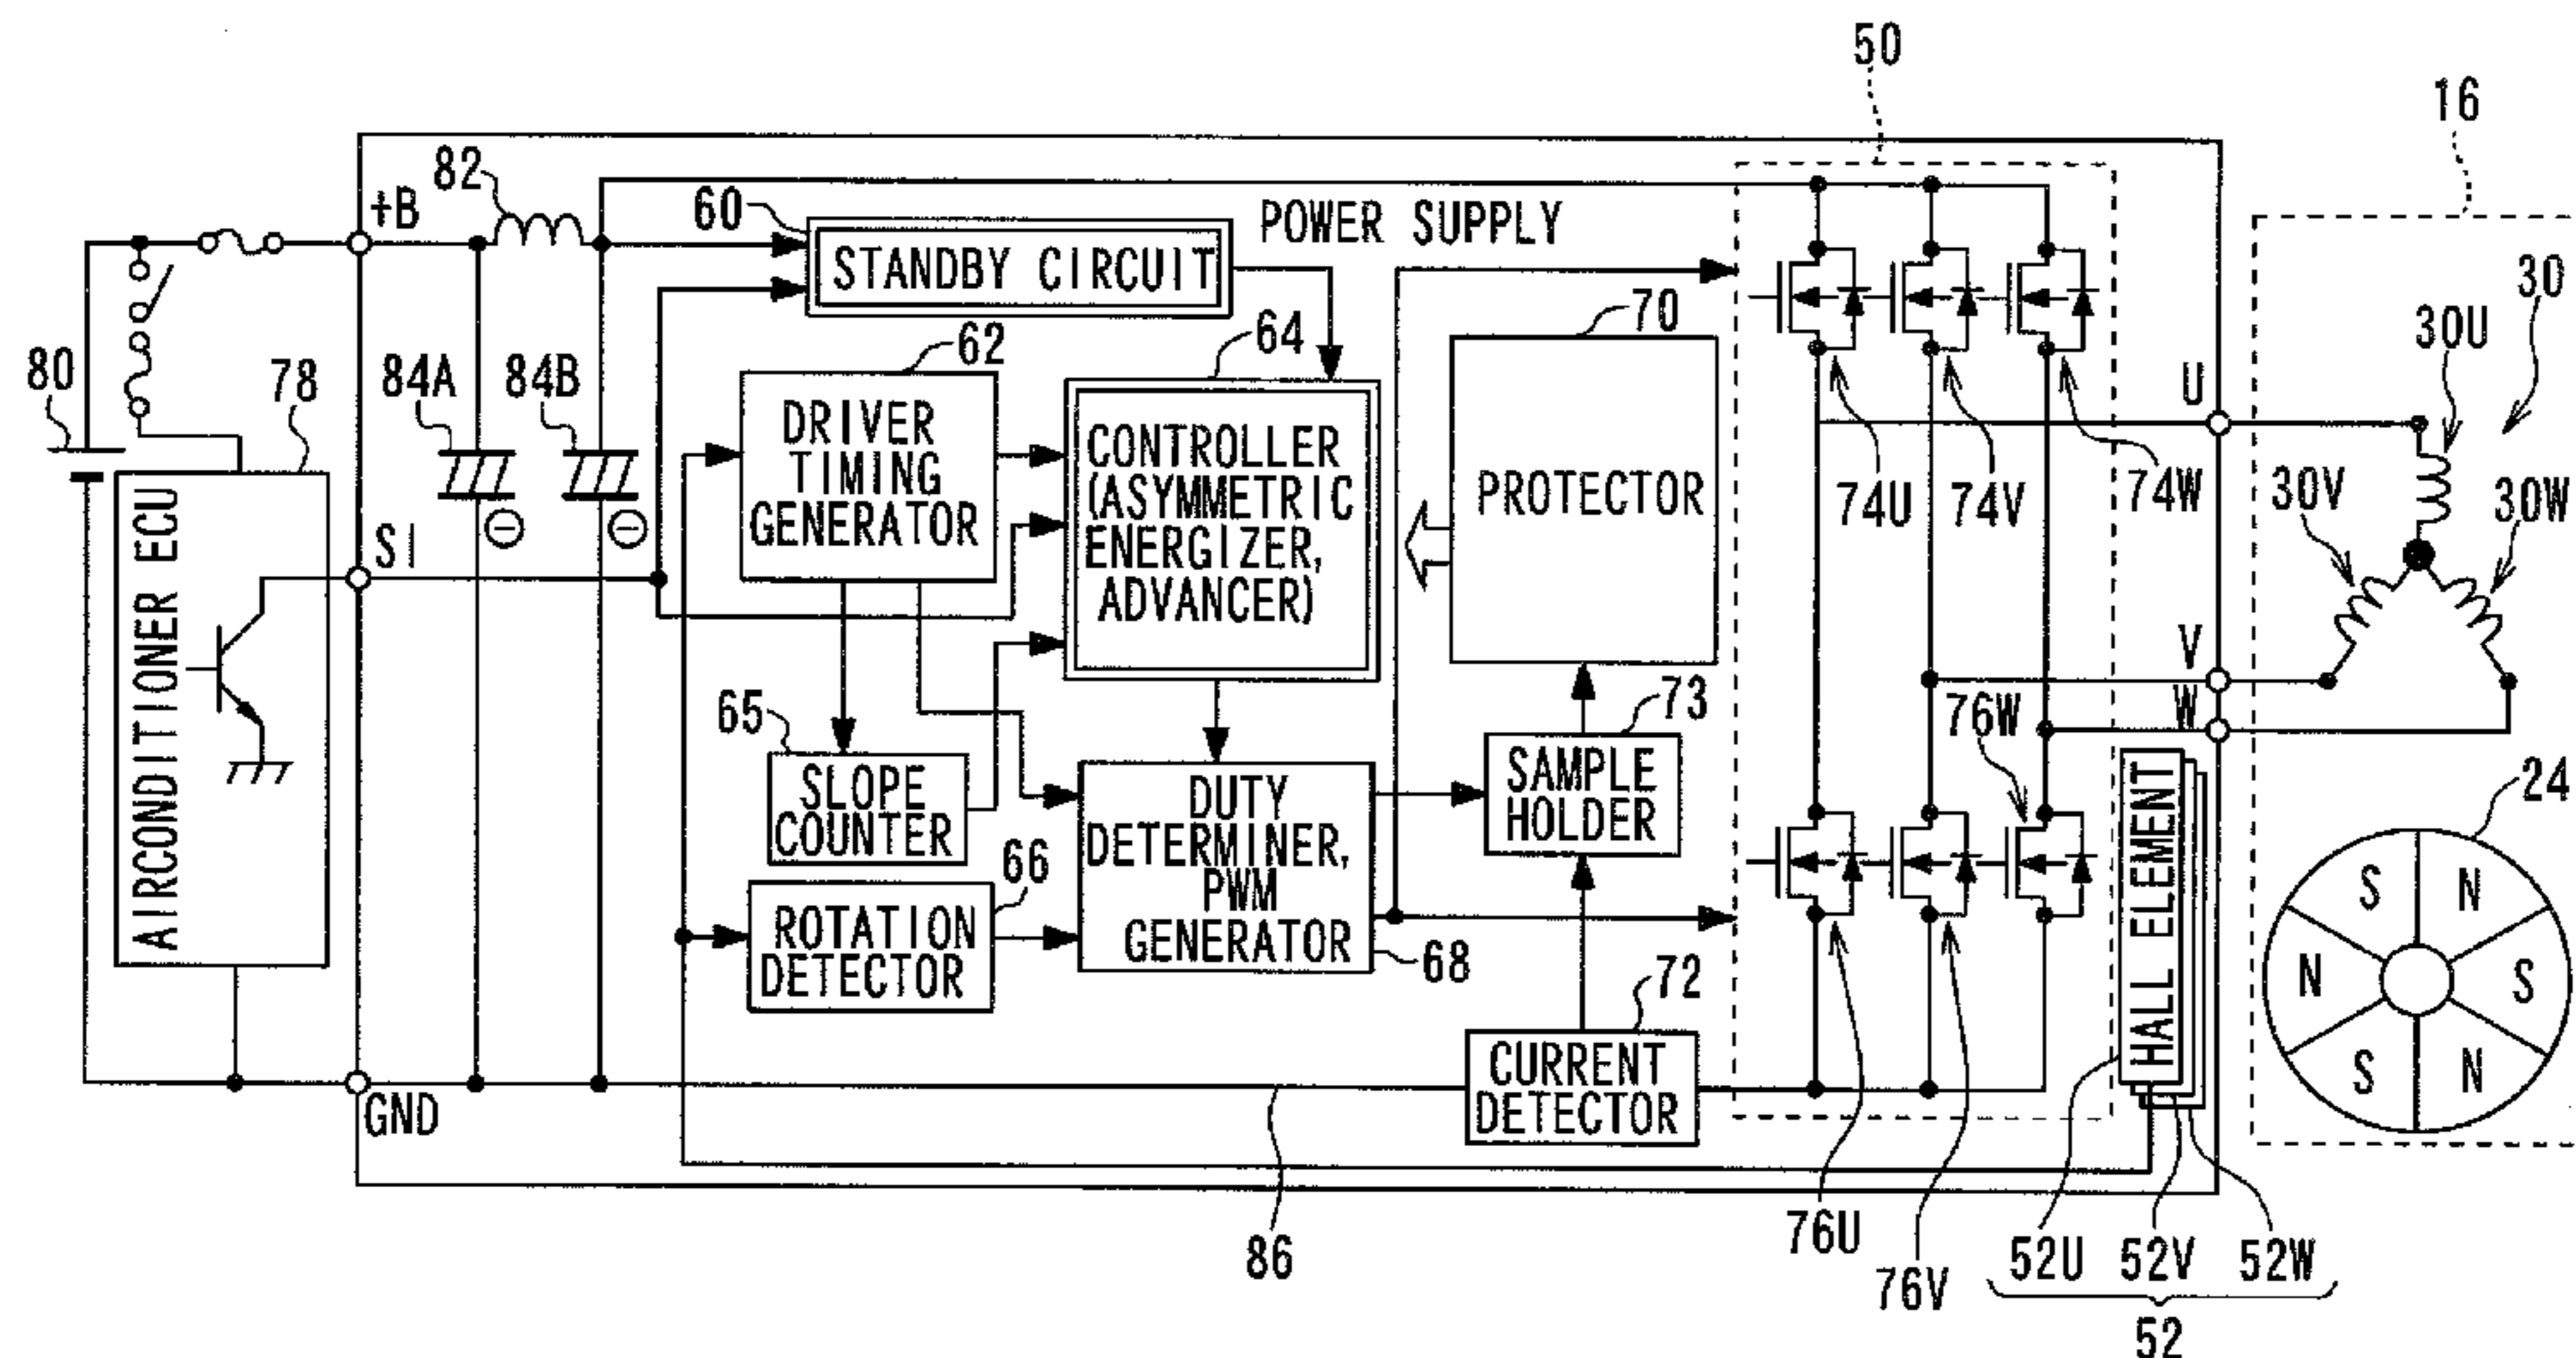 50
16
82
+B
60
POWER SUPPLY
STANDBY CIRCUIT
30
30U
70
62
64
80
78
84A
84B
U
DRIVER
TIMING
GENERATOR
CONTROLLER
(ASYMMETRIC
ENERGIZER,
ADVANCER)
PROTECTOR
74U
74V
74W
30V
30W
SI
AIRCONDITIONER ECU
V
W
65
73
76W
SLOPE
COUNTER
SAMPLE
HOLDER
HALL ELEMENT
24
DUTY
DETERMINER,
PWM
GENERATOR
66
ROTATION
DETECTOR
68
72
S
N
N
S
S
N
CURRENT
DETECTOR
GND
86
76U
76V
52U
52V
52W
52